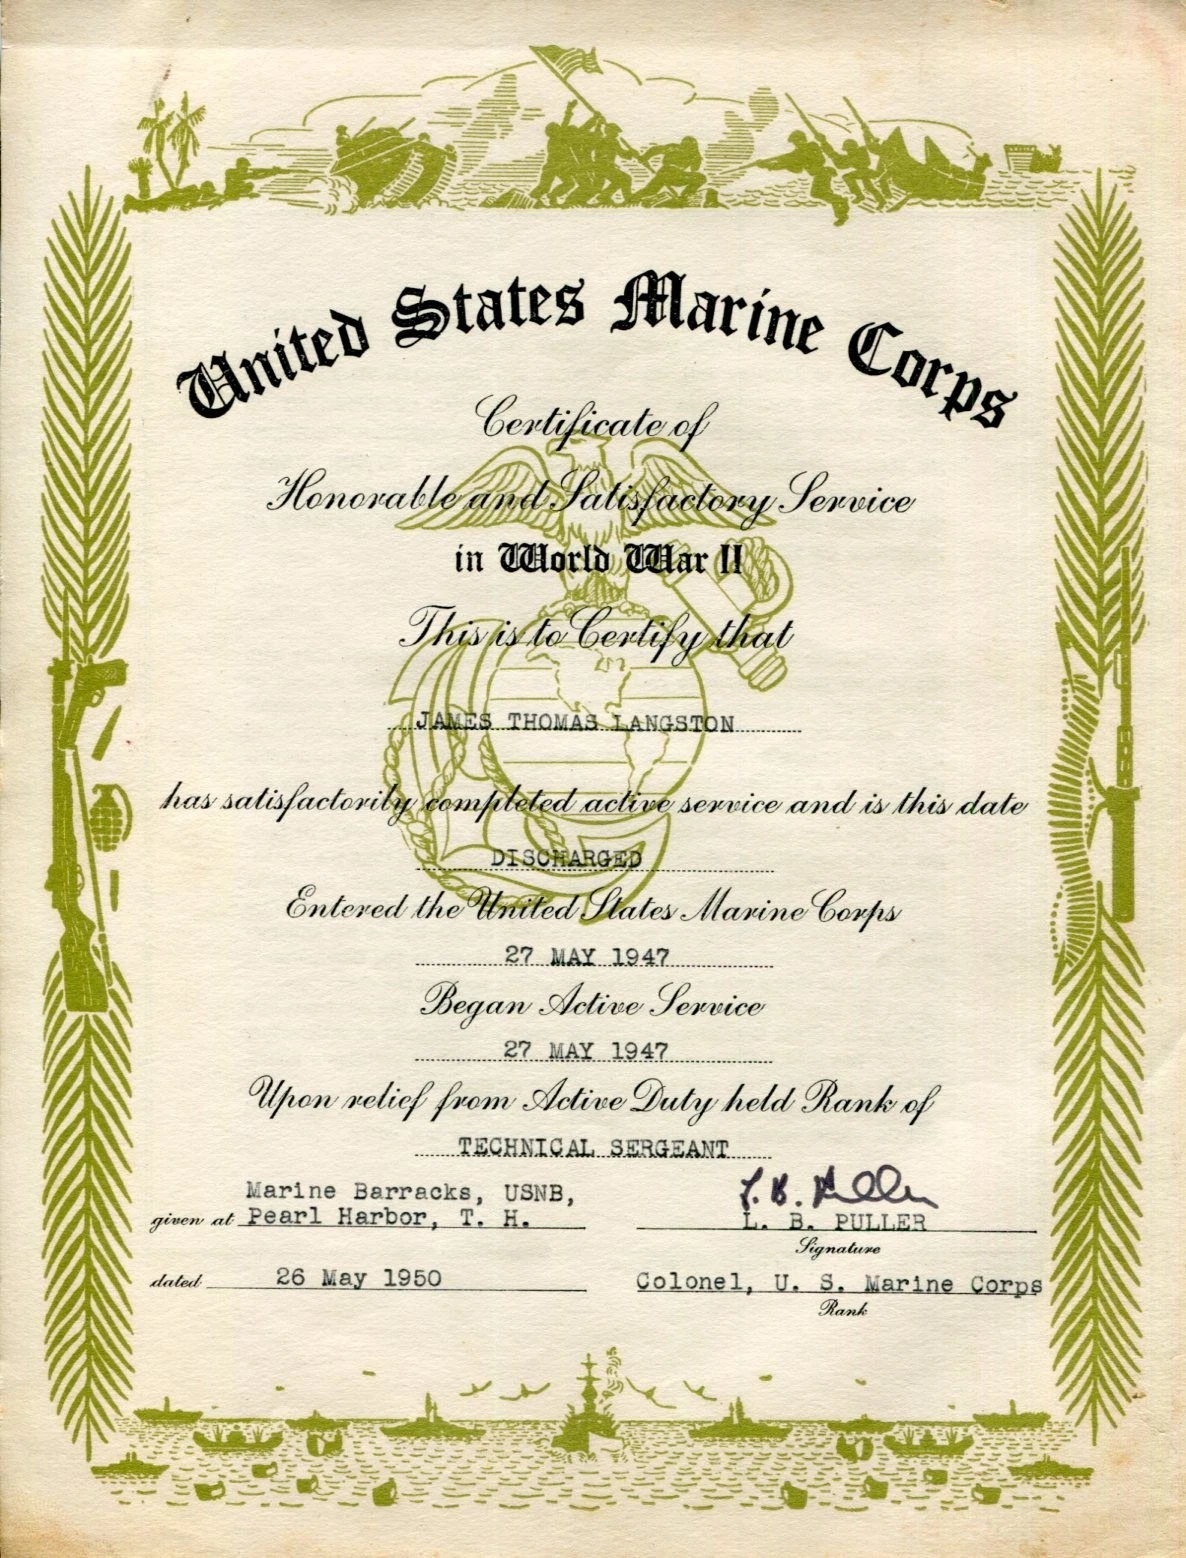 United States Marine Corps
Certificate of
Honorable and Satisfactory Service
in World War II
This is to Certify that
JAMES THOMAS LANGSTON
has satisfactorily completed active service and is this date
DISCHARGED
Entered the United States Marine Corps
27 MAY 1947
Began Active Service
27 MAY 1947
Upon relief from Active Duty held Rank of
TECHNICAL SERGEANT
Marine Barracks, USNB,
given at Pearl Harbor, T. H.
L. B. Puller
L. B. PULLER
Signature
dated 26 May 1950
Colonel, U. S. Marine Corps
Rank